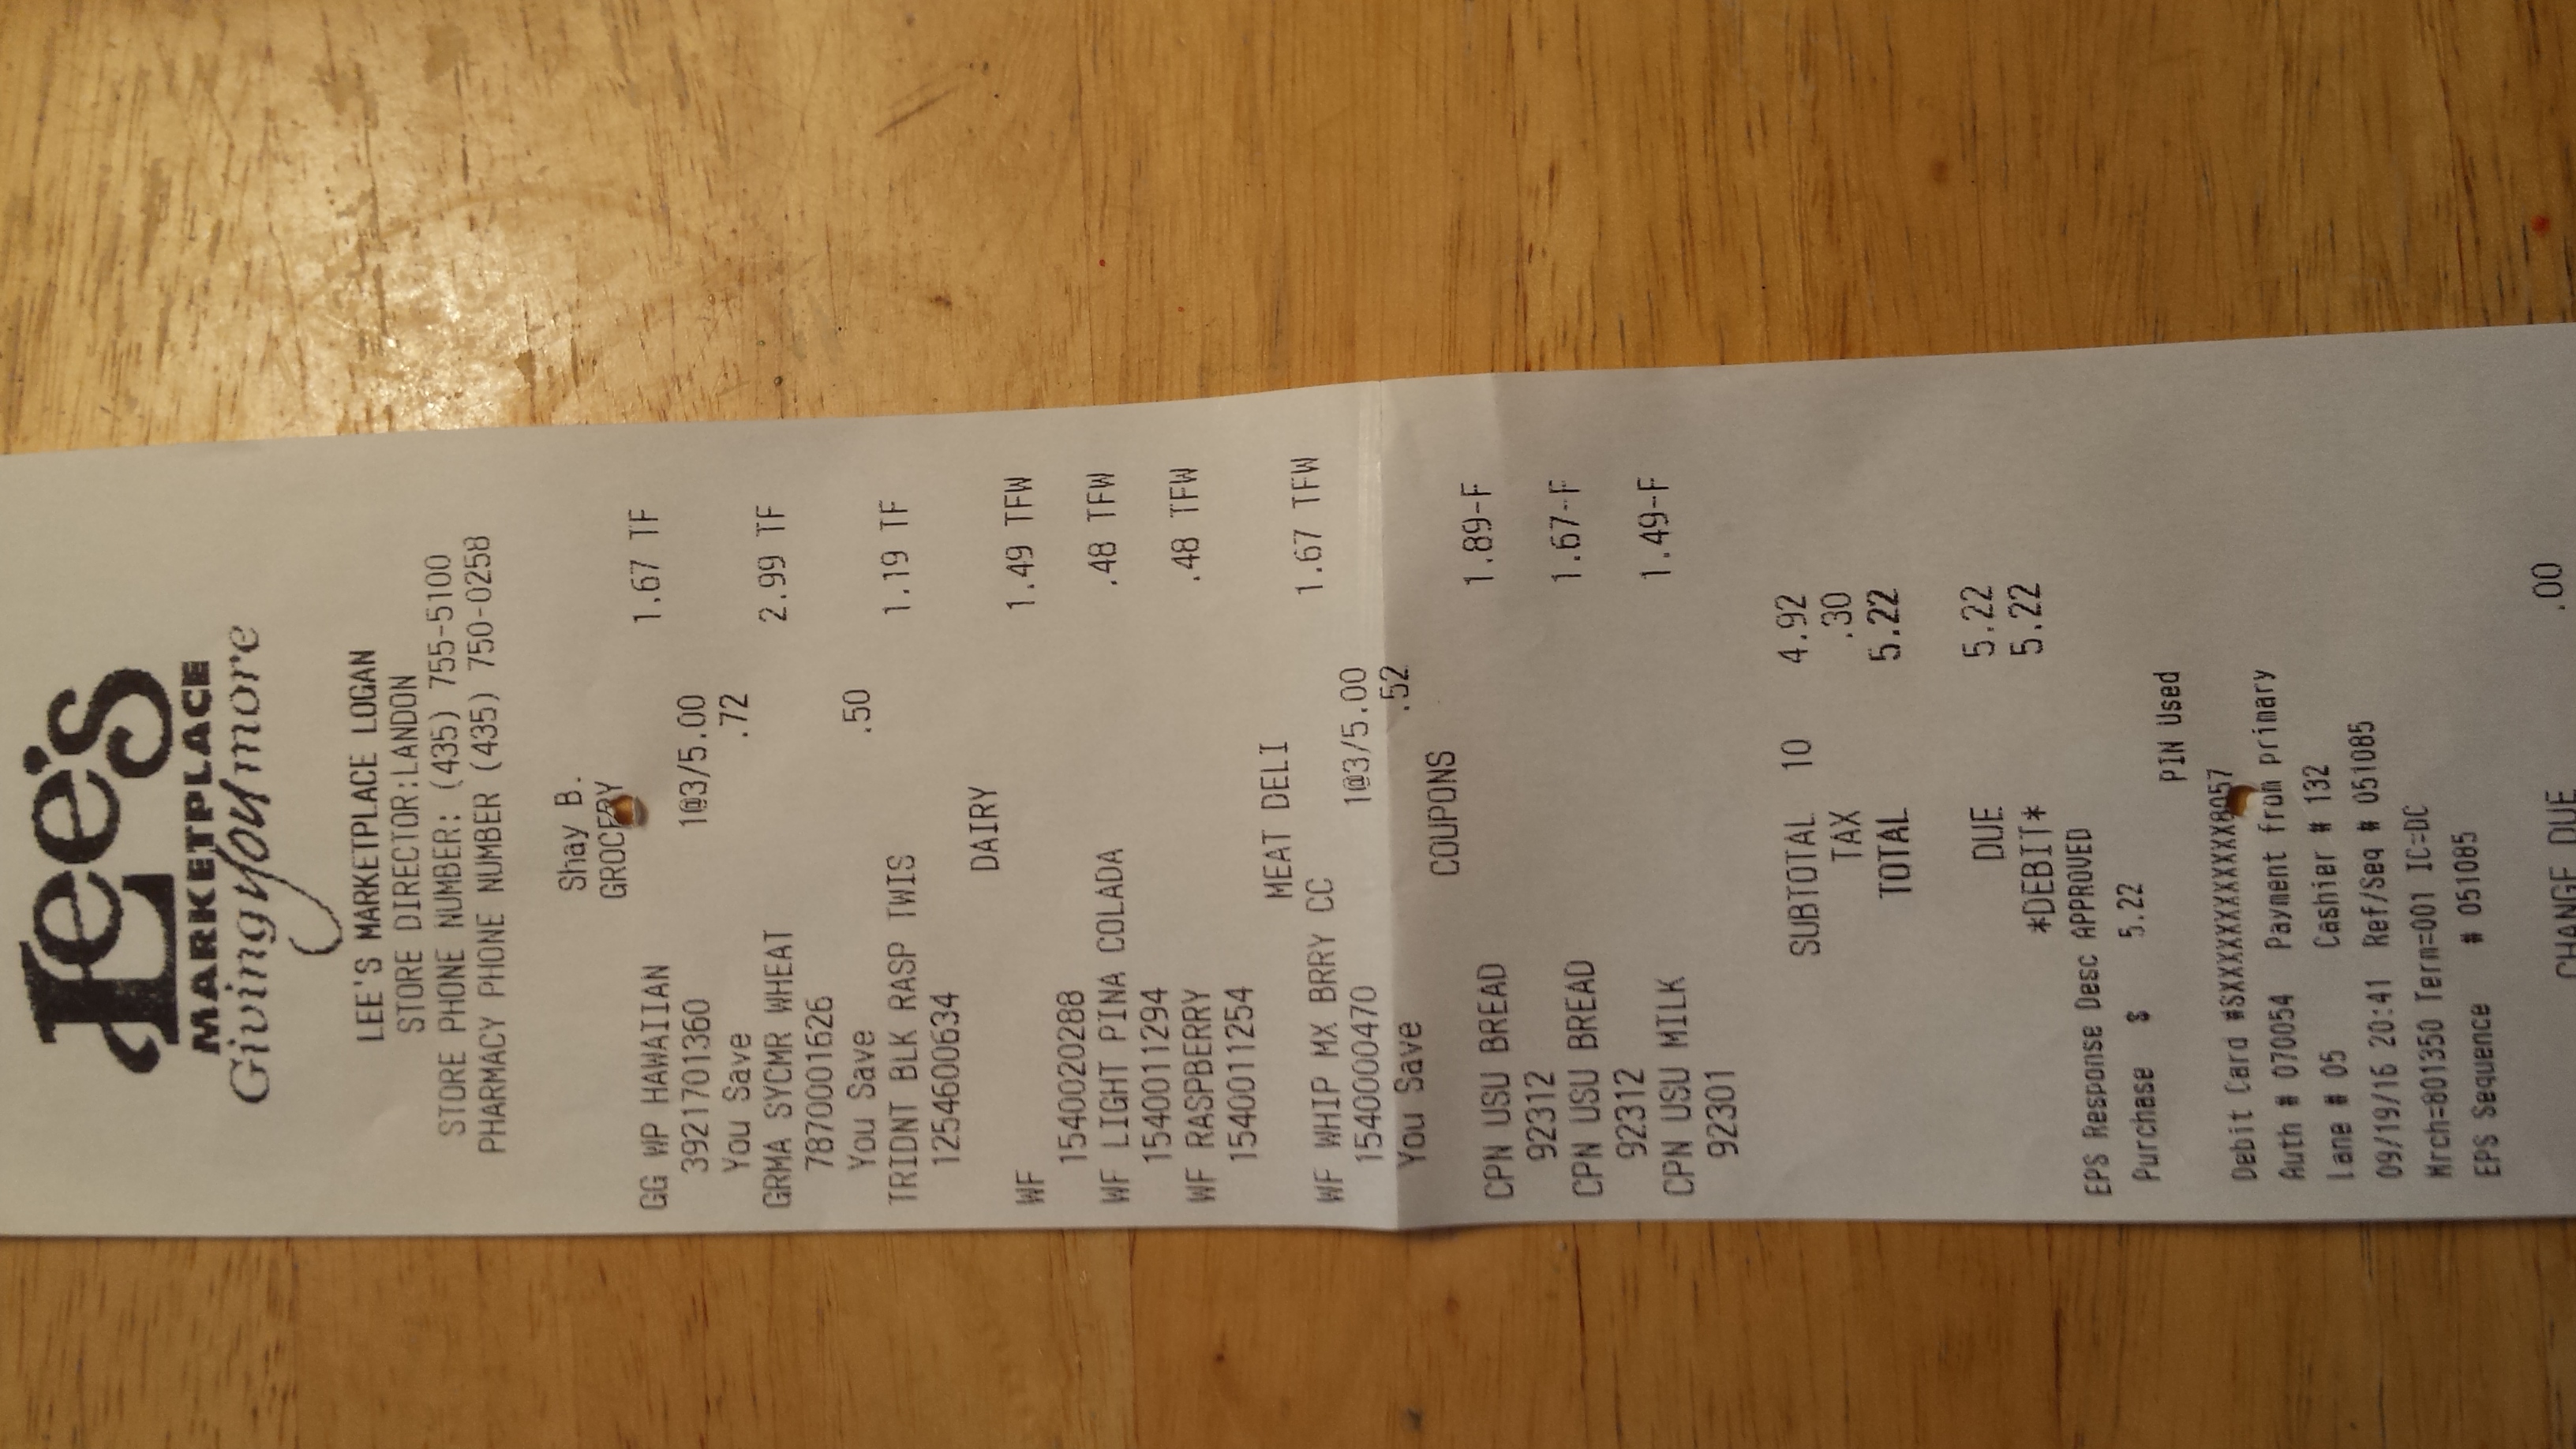 Lee's
MARKETPLACE
Giving you more
LEE'S MARKETPLACE LOGAN
STORE DIRECTOR:LANDON
STORE PHONE NUMBER: (435) 755-5100
PHARMACY PHONE NUMBER (435) 750-0258
Shay B.
GROCERY
GG WP HAWAIIAN 1.67 TF
3921701360 1@3/5.00
You Save .72
GRMA SYCMR WHEAT 2.99 TF
7870001626
You Save .50
TRIDNT BLK RASP TWIS 1.19 TF
1254600634
DAIRY
WF 1.49 TFW
1540020288
WF LIGHT PINA COLADA .48 TFW
1540011294
WF RASPBERRY .48 TFW
1540011254
MEAT DELI
WF WHIP MX BRRY CC 1.67 TFW
1540000470 1@3/5.00
You Save .52
COUPONS
CPN USU BREAD 1.89-F
92312
CPN USU BREAD 1.67-F
92312
CPN USU MILK 1.49-F
92301
SUBTOTAL 10 4.92
TAX .30
TOTAL 5.22
DUE 5.22
*DEBIT* 5.22
EPS Response Desc APPROVED
Purchase $ 5.22
PIN Used
Debit Card #SXXXXXXXXXXXX8057
Auth # 070054 Payment from primary
Lane # 05 Cashier # 132
09/19/16 20:41 Ref/Seq # 051085
Mrch=801350 Term=001 IC=DC
EPS Sequence # 051085
CHANGE DUE .00